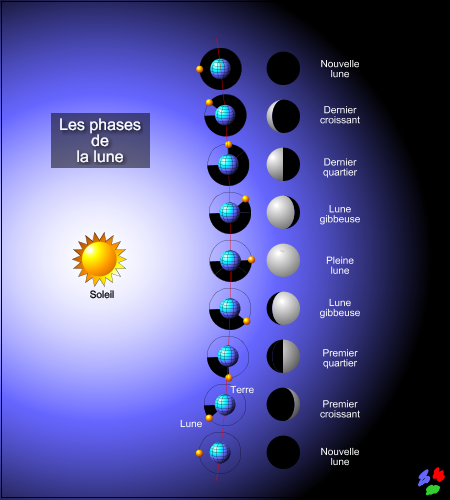 Les phases
de
la lune
Soleil
Nouvelle
lune
Dernier
croissant
Dernier
quartier
Lune
gibbeuse
Pleine
lune
Lune
gibbeuse
Premier
quartier
Terre
Premier
croissant
Lune
Nouvelle
lune